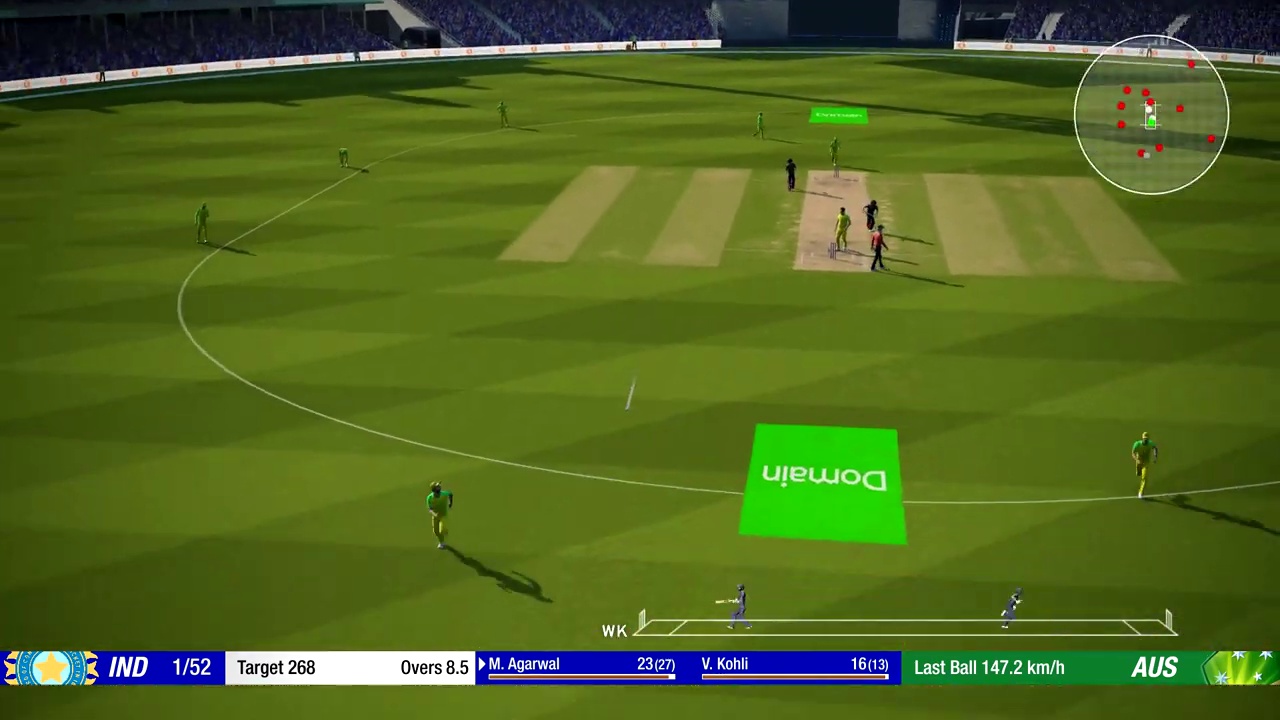 Domain
WK
IND 1/52 Target 268 Overs 8.5 M. Agarwal 23(27) V. Kohli 16(13) Last Ball 147.2 km/h AUS